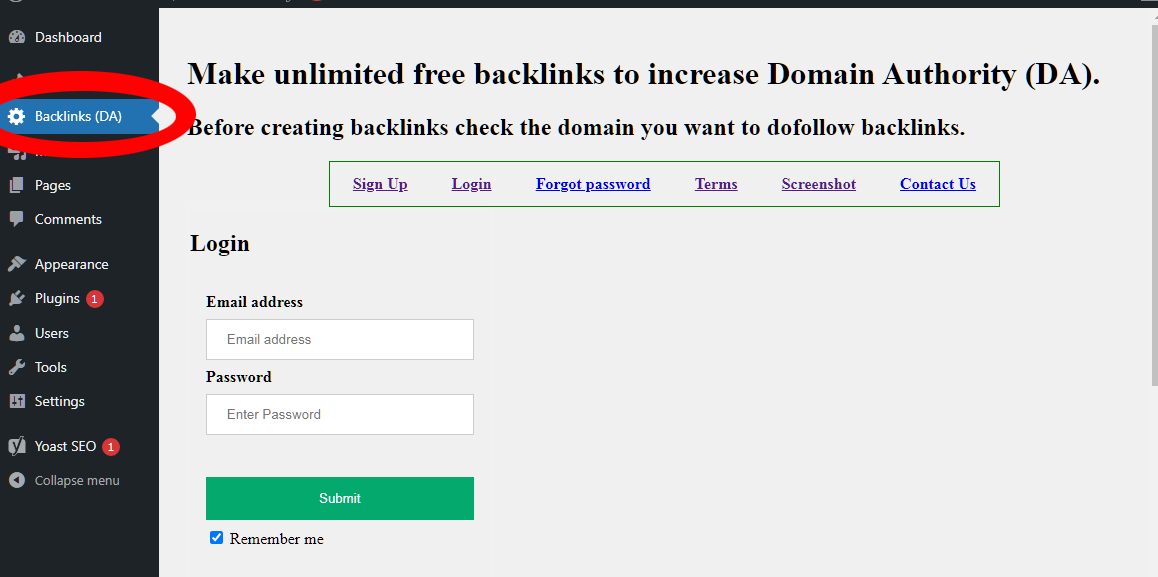 Dashboard
Backlinks (DA)
Pages
Comments
Appearance
Plugins 1
Users
Tools
Settings
Yoast SEO 1
Collapse menu
Make unlimited free backlinks to increase Domain Authority (DA).
Before creating backlinks check the domain you want to dofollow backlinks.
Sign Up Login Forgot password Terms Screenshot Contact Us
Login
Email address
Email address
Password
Enter Password
Submit
Remember me